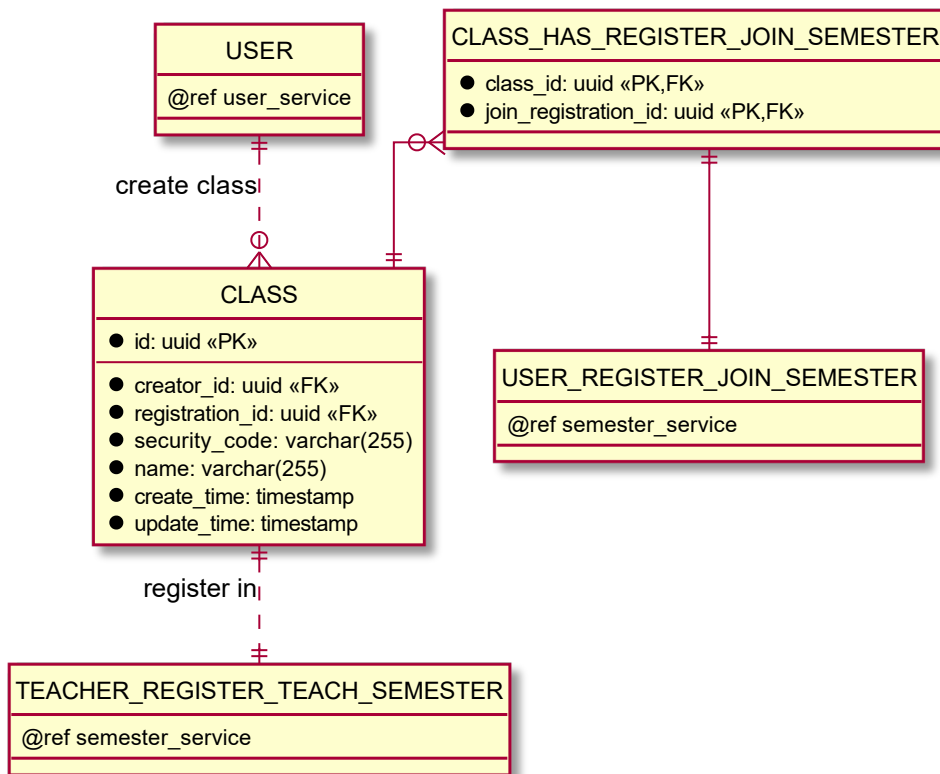 USER
@ref user_service
CLASS_HAS_REGISTER_JOIN_SEMESTER
class_id: uuid «PK,FK»
join_registration_id: uuid «PK,FK»
create class
CLASS
id: uuid «PK»
creator_id: uuid «FK»
registration_id: uuid «FK»
security_code: varchar(255)
name: varchar(255)
create_time: timestamp
update_time: timestamp
USER_REGISTER_JOIN_SEMESTER
@ref semester_service
register in
TEACHER_REGISTER_TEACH_SEMESTER
@ref semester_service